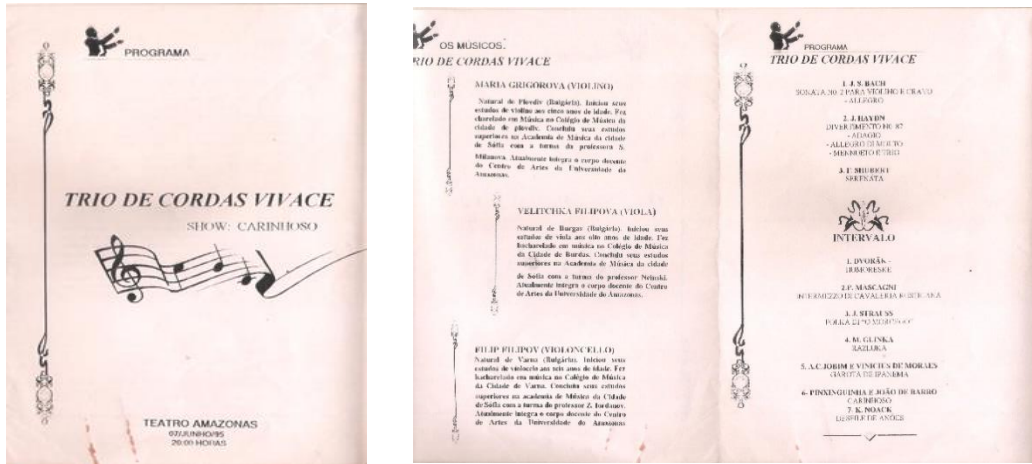 PROGRAMA
TRIO DE CORDAS VIVACE
SHOW: CARINHOSO
TEATRO AMAZONAS
07/JUNHO/95
20:00 HORAS
OS MÚSICOS.
RIO DE CORDAS VIVACE
MARIA GRIGOROVA (VIOLINO)
Natural de Plovdiv (Bulgária). Iniciou seus
estudos de violino aos cinco anos de idade. Fez
charelado em Música no Colégio de Música da
cidade de plovdiv. Concluiu seus estudos
superiores na Academia de Música da cidade
de Sófia com a turma do professora S.
Milanova. Atualmente integra o corpo docente
do Centro de Artes da Universidade do
Amazonas.
VELITCHKA FILIPOVA (VIOLA)
Natural de Burgas (Bulgária). Iniciou seus
estudos de viola aos oito anos de idade. Fez
bacharelado em música no Colégio de Música
da Cidade de Burdas. Concluiu seus estudos
superiores na Academia de Música da cidade
de Sofia com a turma do professor
Atualmente integra o corpo docente do Centro
de Artes da Universidade do Amazonas.
FILIP FILIPOV (VIOLONCELLO)
Natural de Varna (Bulgária). Iniciou seus
estudos de violoncelo aos seis anos de idade. Fez
bacharelado em música no Colégio de Música
da Cidade de Varna. Concluiu seus estudos
superiores na academia de Música da Cidade
de Sófia com a turma do professor Z.
Atualmente integra o corpo docente do Centro
de Artes da Universidade do Amazonas
PROGRAMA
TRIO DE CORDAS VIVACE
1. J. S. BACH
SONATA NO. 2 PARA VIOLINO E CRAVO
- ALLEGRO
2. J. HAYDN
DIVERTIMENTO NO. 87
- ADAGIO
- ALLEGRO DI MOLTO
- MENNOETO E TRIO
3. F. SHUBERT
SERENATA
INTERVALO
1. DVORÁK -
HUMORESKE
2.P. MASCAGNI
INTERMEZZO DE CAVALERIA RUSTICANA
3. J. STRAUSS
POLKA
4. M. GLINKA
RAZLUKA
5. A.C.JOBIM E VINICIUS DE MORAES
GAROTA DE IPANEMA
6- PINXINGUINHA E JOÃO DE BARRO
CARINHOSO
7. K. NOACK
DESFILE DE ANÕES